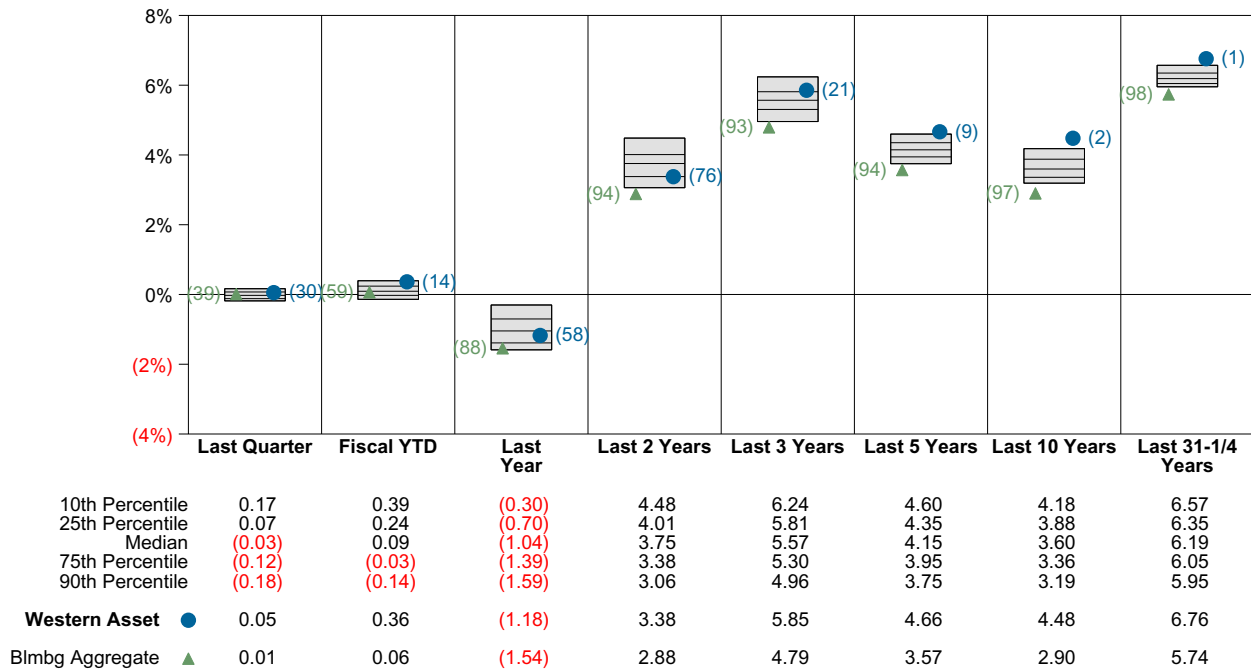 8%
6%
4%
2%
0%
(2%)
(4%)
(39) (30) (59) (14) (88) (58) (94) (76) (93) (21) (94) (9) (97) (2) (98) (1)
Last Quarter Fiscal YTD Last Year Last 2 Years Last 3 Years Last 5 Years Last 10 Years Last 31-1/4 Years
10th Percentile 0.17 0.39 (0.30) 4.48 6.24 4.60 4.18 6.57
25th Percentile 0.07 0.24 (0.70) 4.01 5.81 4.35 3.88 6.35
Median (0.03) 0.09 (1.04) 3.75 5.57 4.15 3.60 6.19
75th Percentile (0.12) (0.03) (1.39) 3.38 5.30 3.95 3.36 6.05
90th Percentile (0.18) (0.14) (1.59) 3.06 4.96 3.75 3.19 5.95
Western Asset 0.05 0.36 (1.18) 3.38 5.85 4.66 4.48 6.76
Blmbg Aggregate 0.01 0.06 (1.54) 2.88 4.79 3.57 2.90 5.74